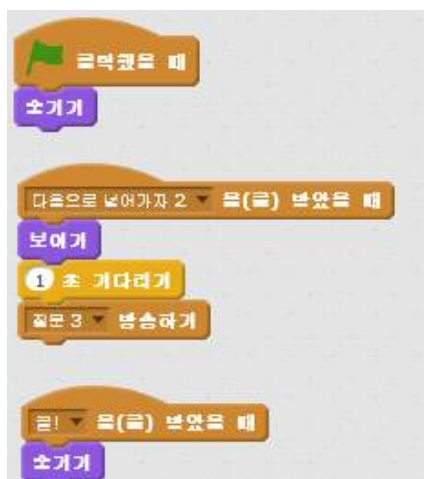 클릭했을 때
숨기기
다음으로 넘어가자 2 을(를) 받았을 때
보이기
1 초 기다리기
질문 3 방송하기
끝! 을(를) 받았을 때
숨기기